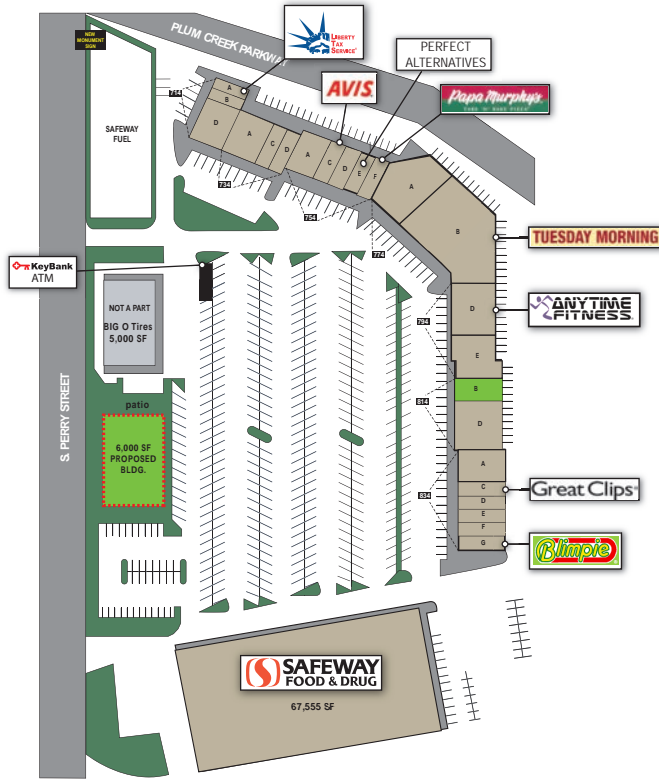 NEW
MONUMENT
SIGN
PLUM CREEK PARKWAY
LIBERTY
TAX
SERVICE
PERFECT
ALTERNATIVES
AVIS
Papa Murphy's
TAKE 'N' BAKE PIZZA
714
A
B
D
A
C
D
A
C
D
E
F
A
B
SAFEWAY
FUEL
734
754
774
TUESDAY MORNING
KeyBank
ATM
NOT A PART
BIG O Tires
5,000 SF
D
ANYTIME
FITNESS
794
E
B
814
D
S. PERRY STREET
patio
6,000 SF
PROPOSED
BLDG.
A
C
D
E
F
G
834
Great Clips
Blimpie
SAFEWAY
FOOD & DRUG
67,555 SF